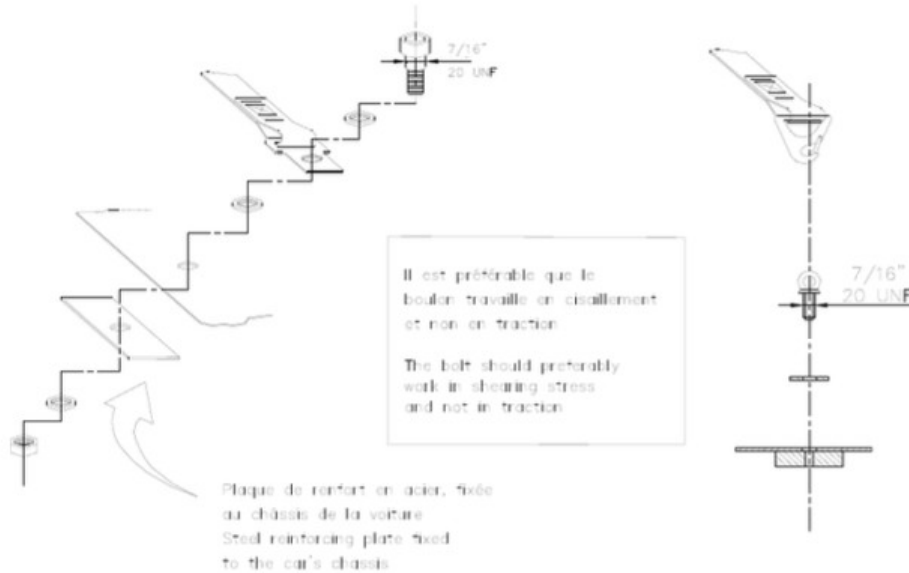 7/16"
20 UNF
Il est préférable que le
boulon travaille en cisaillement
et non en traction
The bolt should preferably
work in shearing stress
and not in traction
7/16"
20 UNF
Plaque de renfort en acier, fixée
au châssis de la voiture
Steel reinforcing plate fixed
to the car's chassis